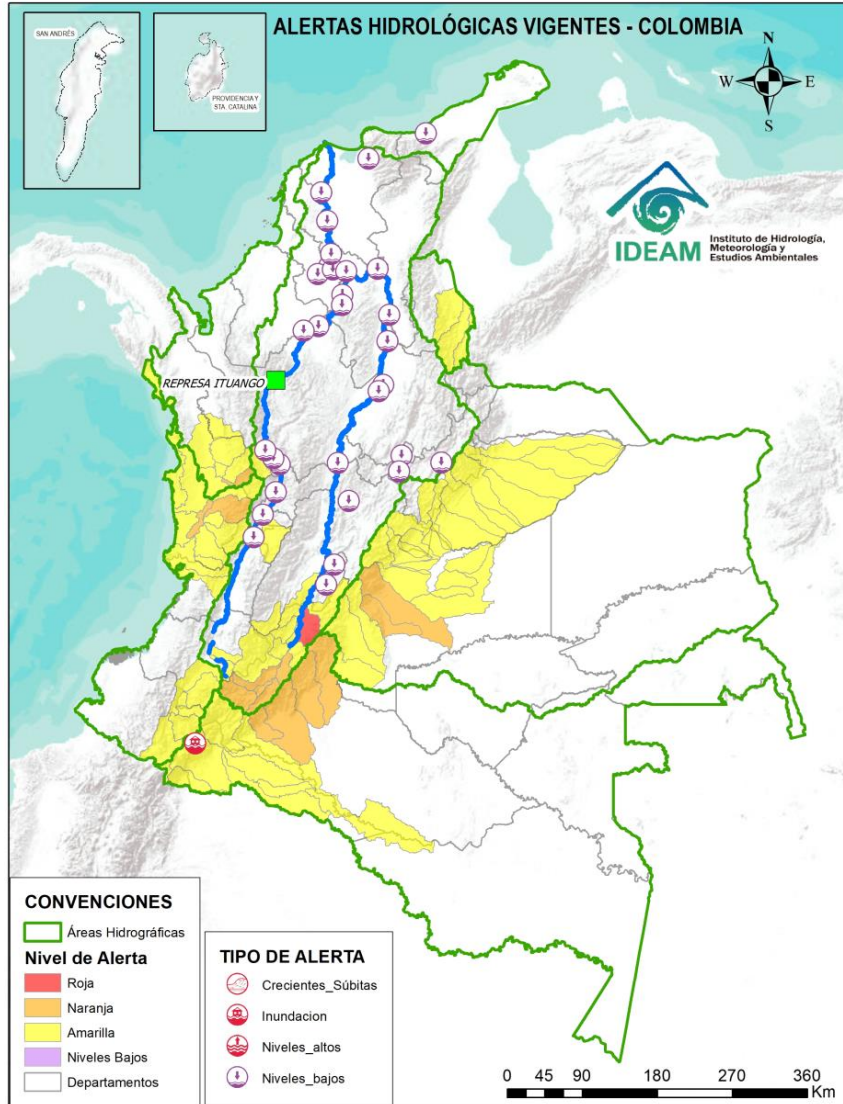 ALERTAS HIDROLÓGICAS VIGENTES - COLOMBIA
SAN ANDRÉS
PROVIDENCIA Y
STA. CATALINA
N
W
E
S
IDEAM
Instituto de Hidrología,
Meteorología y
Estudios Ambientales
REPRESA ITUANGO
CONVENCIONES
Áreas Hidrográficas
Nivel de Alerta
Roja
Naranja
Amarilla
Niveles Bajos
Departamentos
TIPO DE ALERTA
Crecientes_Súbitas
Inundacion
Niveles_altos
Niveles_bajos
0 45 90 180 270 360
Km